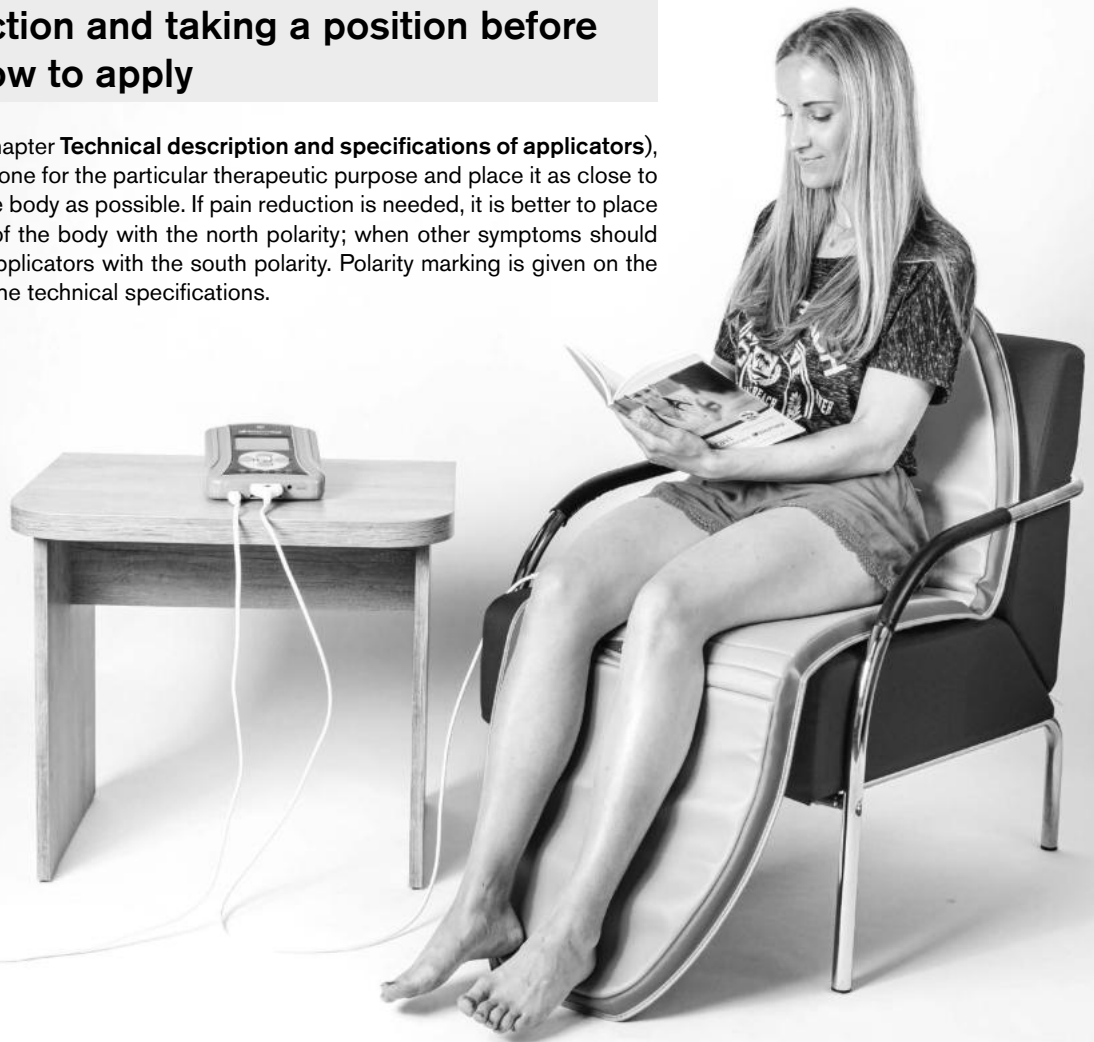 ction and taking a position before
ow to apply
hapter Technical description and specifications of applicators),
one for the particular therapeutic purpose and place it as close to
e body as possible. If pain reduction is needed, it is better to place
of the body with the north polarity; when other symptoms should
pplicators with the south polarity. Polarity marking is given on the
ne technical specifications.